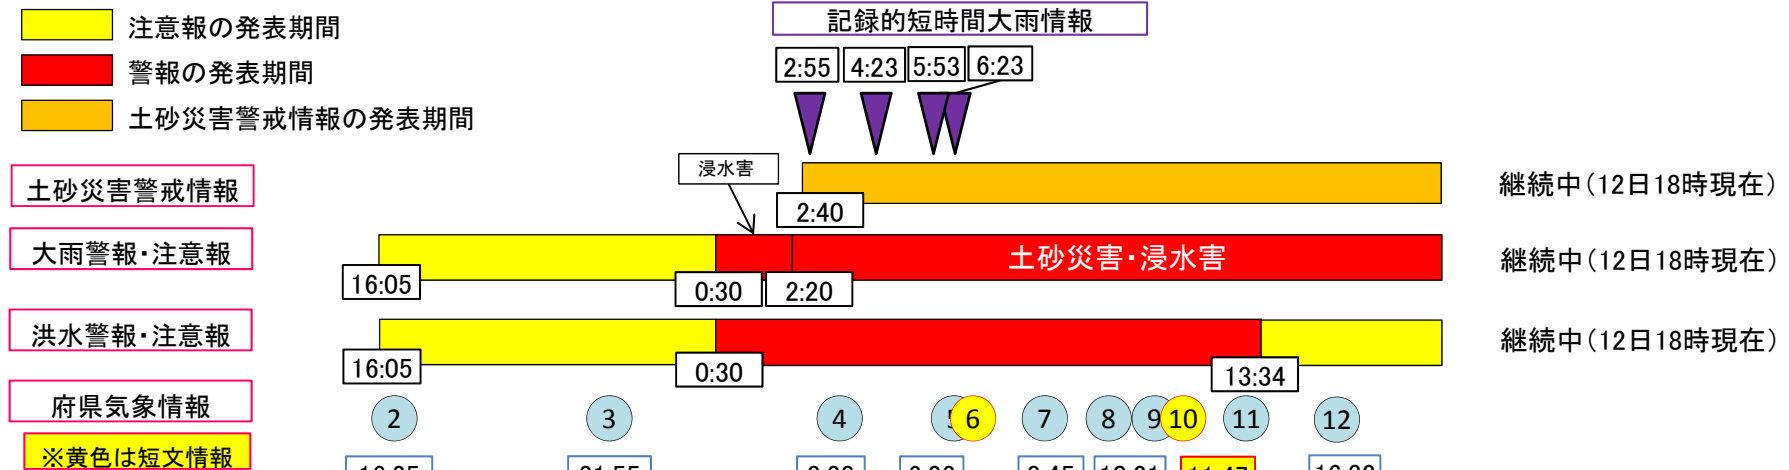 記録的短時間大雨情報
注意報の発表期間
2:55 4:23 5:53 6:23
警報の発表期間
土砂災害警戒情報の発表期間
浸水害
土砂災害警戒情報 継続中(12日18時現在)
2:40
大雨警報・注意報 土砂災害・浸水害 継続中(12日18時現在)
16:05 0:30 2:20
洪水警報・注意報 継続中(12日18時現在)
16:05 0:30 13:34
府県気象情報 2 3 4 5 6 7 8 9 10 11 12
※黄色は短文情報